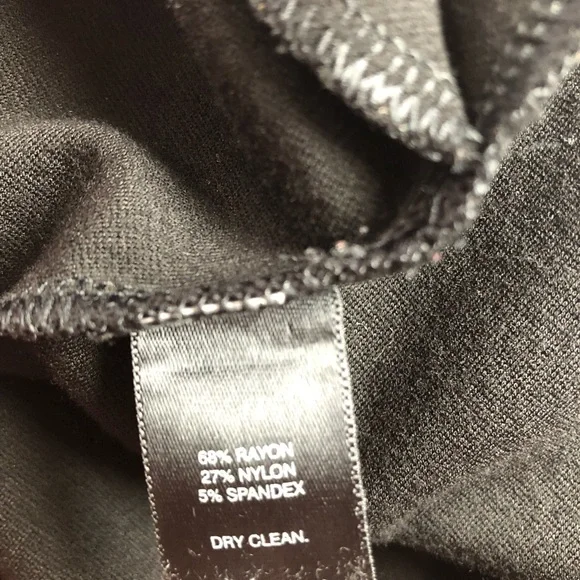 68% RAYON
27% NYLON
5% SPANDEX
DRY CLEAN.